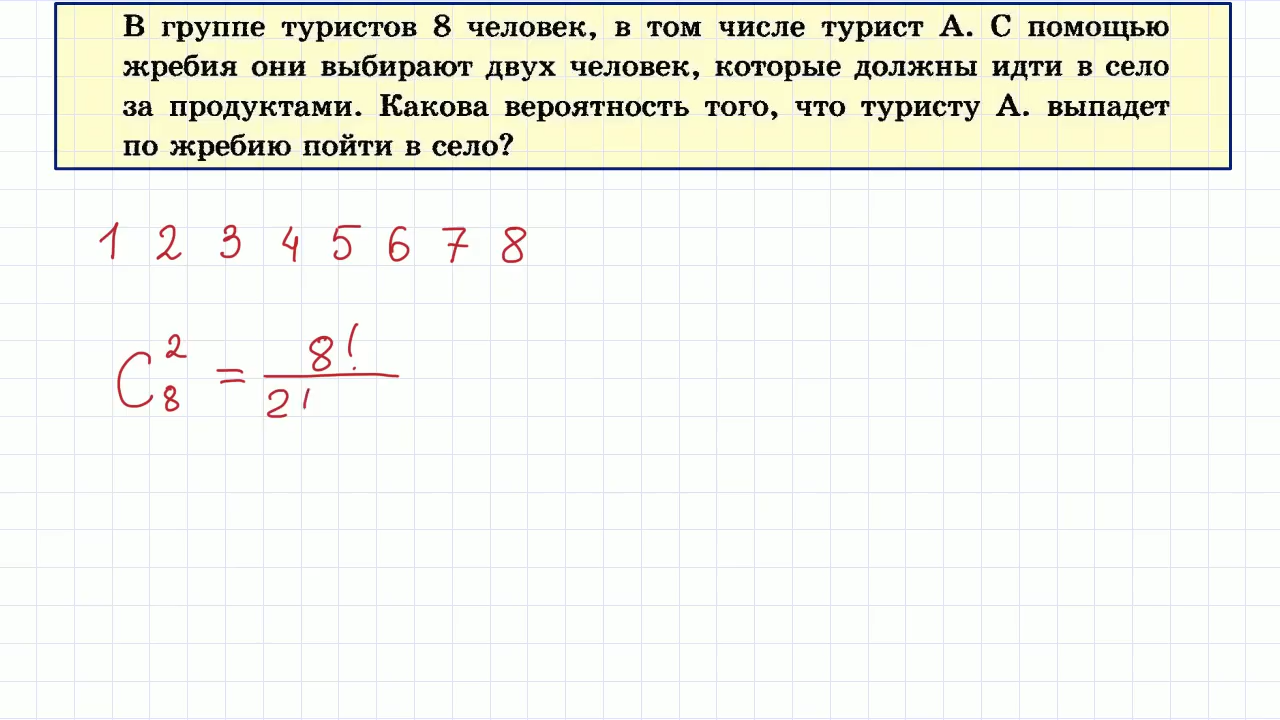 В группе туристов 8 человек, в том числе турист А. С помощью
жребия они выбирают двух человек, которые должны идти в село
за продуктами. Какова вероятность того, что туристу А. выпадет
по жребию пойти в село?
1 2 3 4 5 6 7 8
C₈² = 8! / 2!